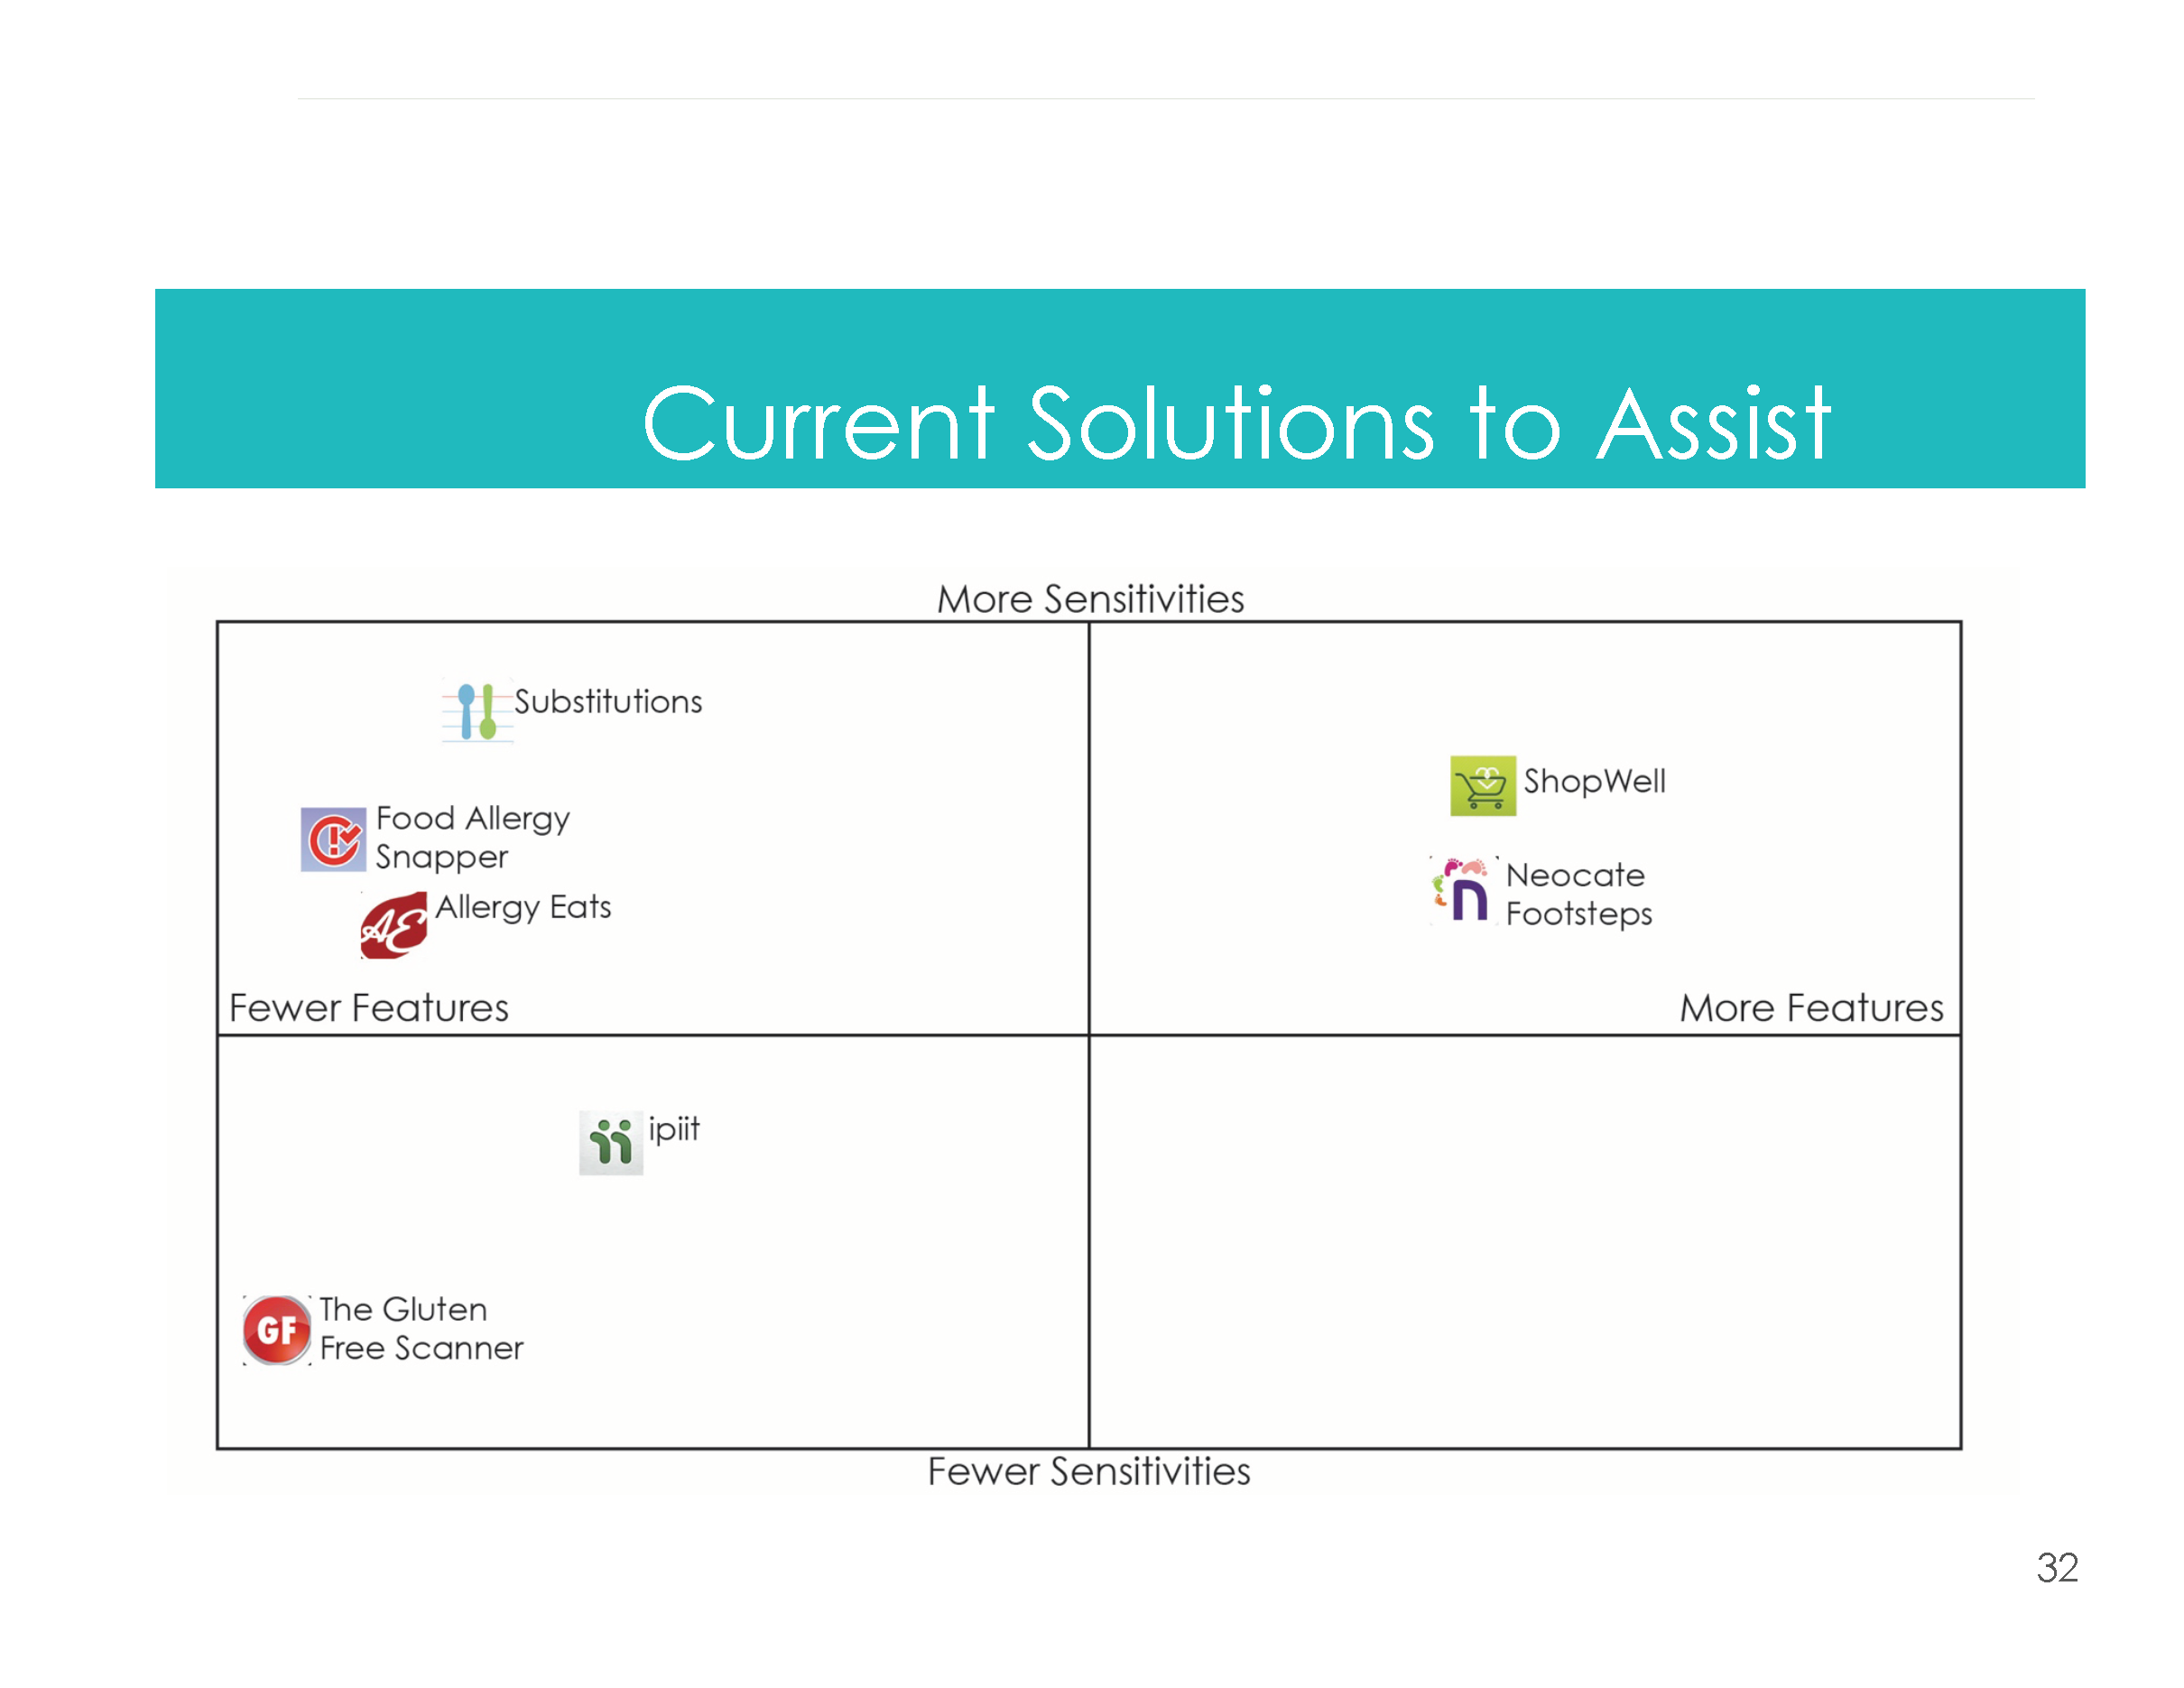 Current Solutions to Assist
More Sensitivities
Substitutions
ShopWell
Food Allergy
Snapper
Neocate
Footsteps
AE
Allergy Eats
Fewer Features
More Features
ipiit
The Gluten
GF
Free Scanner
Fewer Sensitivities
32